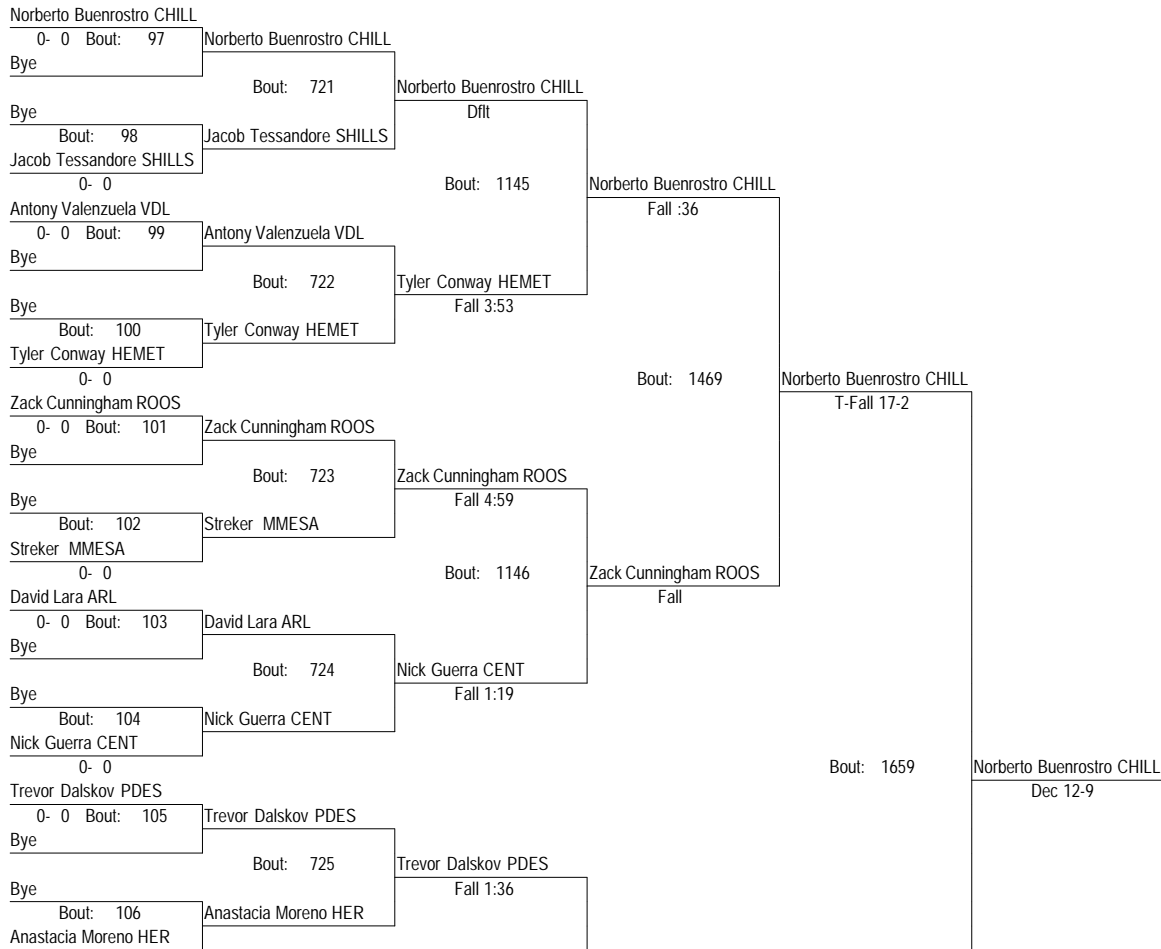 Norberto Buenrostro CHILL
0- 0 Bout: 97
Norberto Buenrostro CHILL
Bye
Bout: 721
Norberto Buenrostro CHILL
Dflt
Bye
Bout: 98
Jacob Tessandore SHILLS
Jacob Tessandore SHILLS
0- 0
Bout: 1145
Norberto Buenrostro CHILL
Fall :36
Antony Valenzuela VDL
0- 0 Bout: 99
Antony Valenzuela VDL
Bye
Bout: 722
Tyler Conway HEMET
Fall 3:53
Bye
Bout: 100
Tyler Conway HEMET
Tyler Conway HEMET
0- 0
Bout: 1469
Norberto Buenrostro CHILL
T-Fall 17-2
Zack Cunningham ROOS
0- 0 Bout: 101
Zack Cunningham ROOS
Bye
Bout: 723
Zack Cunningham ROOS
Fall 4:59
Bye
Bout: 102
Streker MMESA
Streker MMESA
0- 0
Bout: 1146
Zack Cunningham ROOS
Fall
David Lara ARL
0- 0 Bout: 103
David Lara ARL
Bye
Bout: 724
Nick Guerra CENT
Fall 1:19
Bye
Bout: 104
Nick Guerra CENT
Nick Guerra CENT
0- 0
Bout: 1659
Norberto Buenrostro CHILL
Dec 12-9
Trevor Dalskov PDES
0- 0 Bout: 105
Trevor Dalskov PDES
Bye
Bout: 725
Trevor Dalskov PDES
Fall 1:36
Bye
Bout: 106
Anastacia Moreno HER
Anastacia Moreno HER